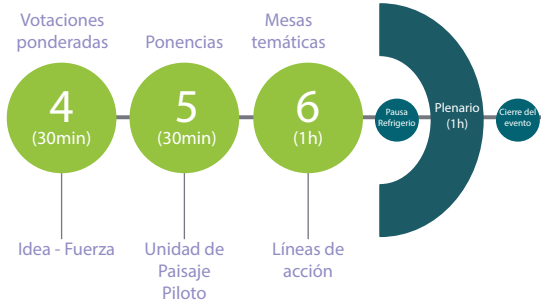 Votaciones
ponderadas
Ponencias
Mesas
temáticas
4
(30min)
5
(30min)
6
(1h)
Pausa
Refrigerio
Plenario
(1h)
Cierre del
evento
Idea - Fuerza
Unidad de
Paisaje
Piloto
Líneas de
acción